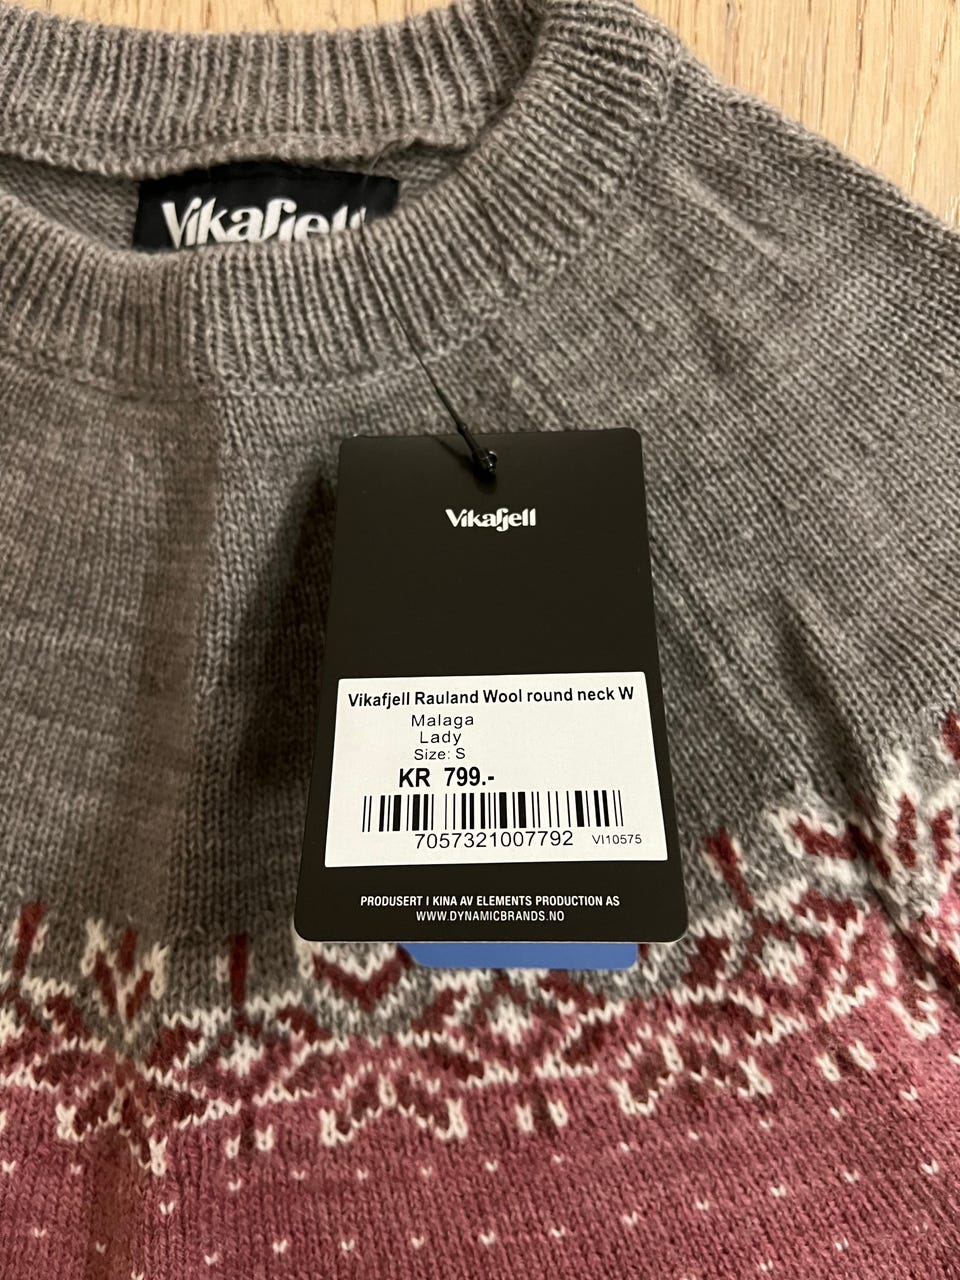 Vikafjell
Vikafjell
Vikafjell Rauland Wool round neck W
Malaga
Lady
Size: S
KR 799.-
7057321007792 VI10575
PRODUSERT I KINA AV ELEMENTS PRODUCTION AS
WWW.DYNAMICBRANDS.NO